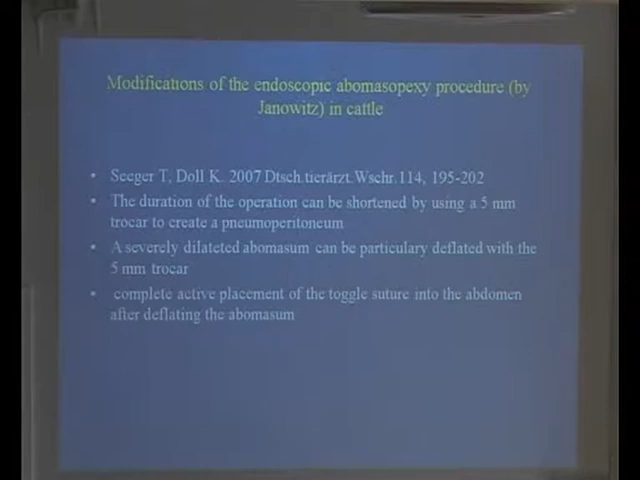 Modifications of the endoscopic abomasopexy procedure (by
Janowitz) in cattle
• Seeger T, Doll K. 2007 Dtsch.tierärzt.Wschr.114, 195-202
• The duration of the operation can be shortened by using a 5 mm
trocar to create a pneumoperitoneum
• A severely dilateted abomasum can be particulary deflated with the
5 mm trocar
• complete active placement of the toggle suture into the abdomen
after deflating the abomasum